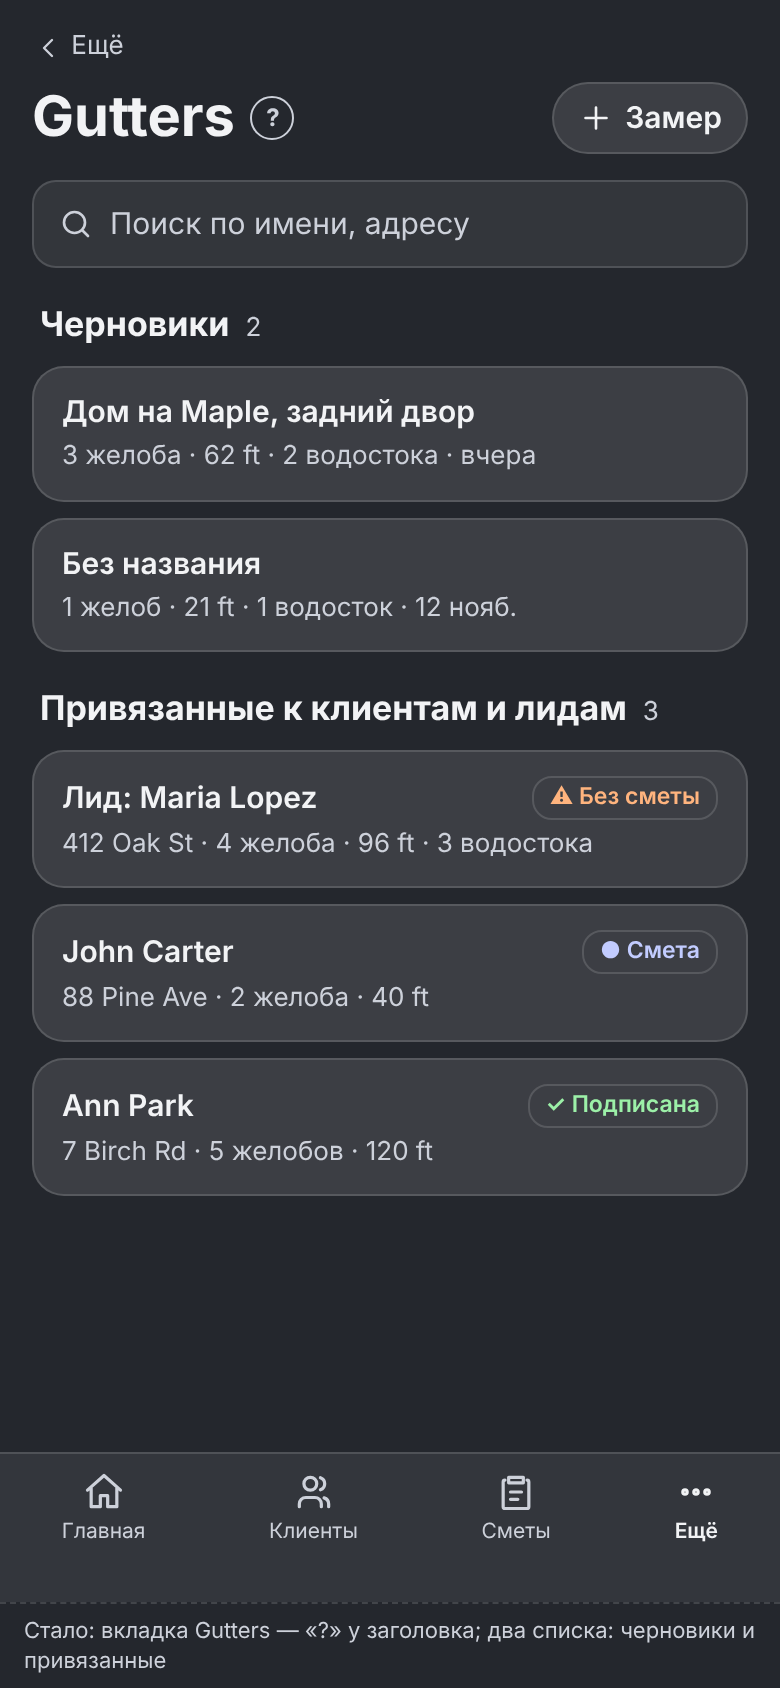 Ещё
Gutters ?
+ Замер
Поиск по имени, адресу
Черновики 2
Дом на Maple, задний двор
3 желоба · 62 ft · 2 водостока · вчера
Без названия
1 желоб · 21 ft · 1 водосток · 12 нояб.
Привязанные к клиентам и лидам 3
Лид: Maria Lopez
Без сметы
412 Oak St · 4 желоба · 96 ft · 3 водостока
John Carter
Смета
88 Pine Ave · 2 желоба · 40 ft
Ann Park
Подписана
7 Birch Rd · 5 желобов · 120 ft
Главная
Клиенты
Сметы
Ещё
Стало: вкладка Gutters — «?» у заголовка; два списка: черновики и
привязанные